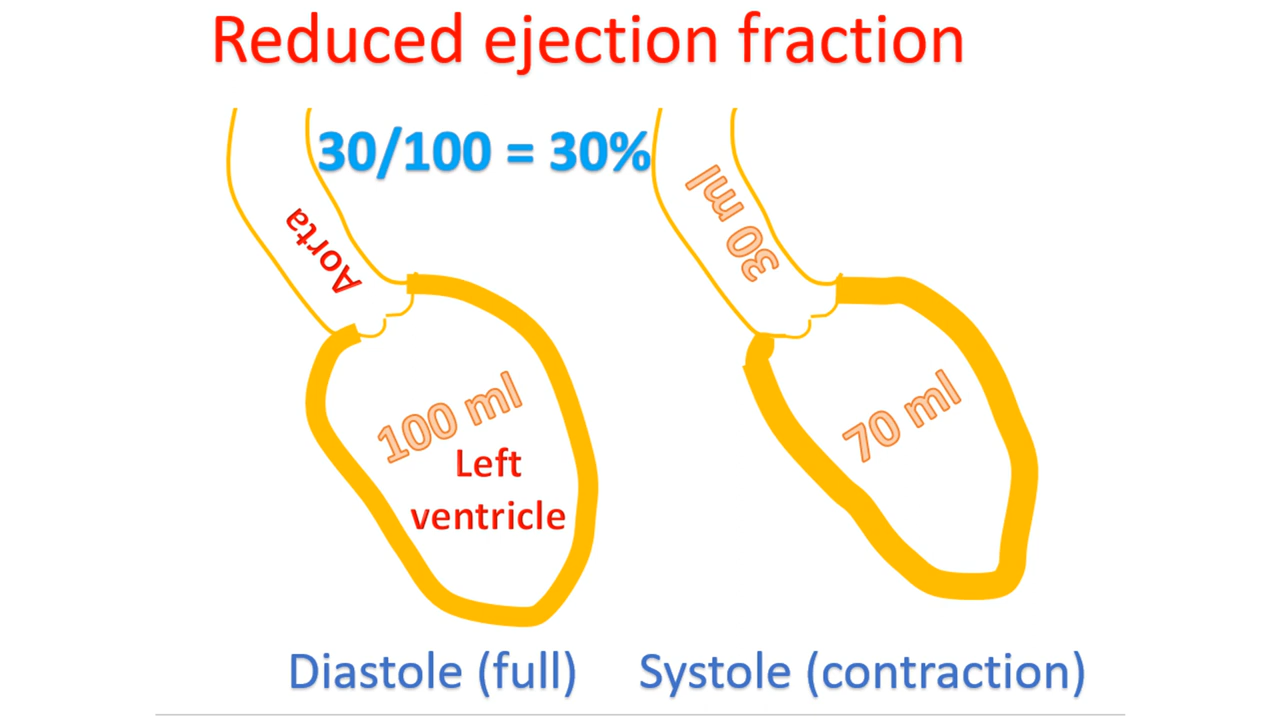 Reduced ejection fraction
30/100 = 30%
Aorta
30 ml
100 ml
Left
ventricle
70 ml
Diastole (full)
Systole (contraction)